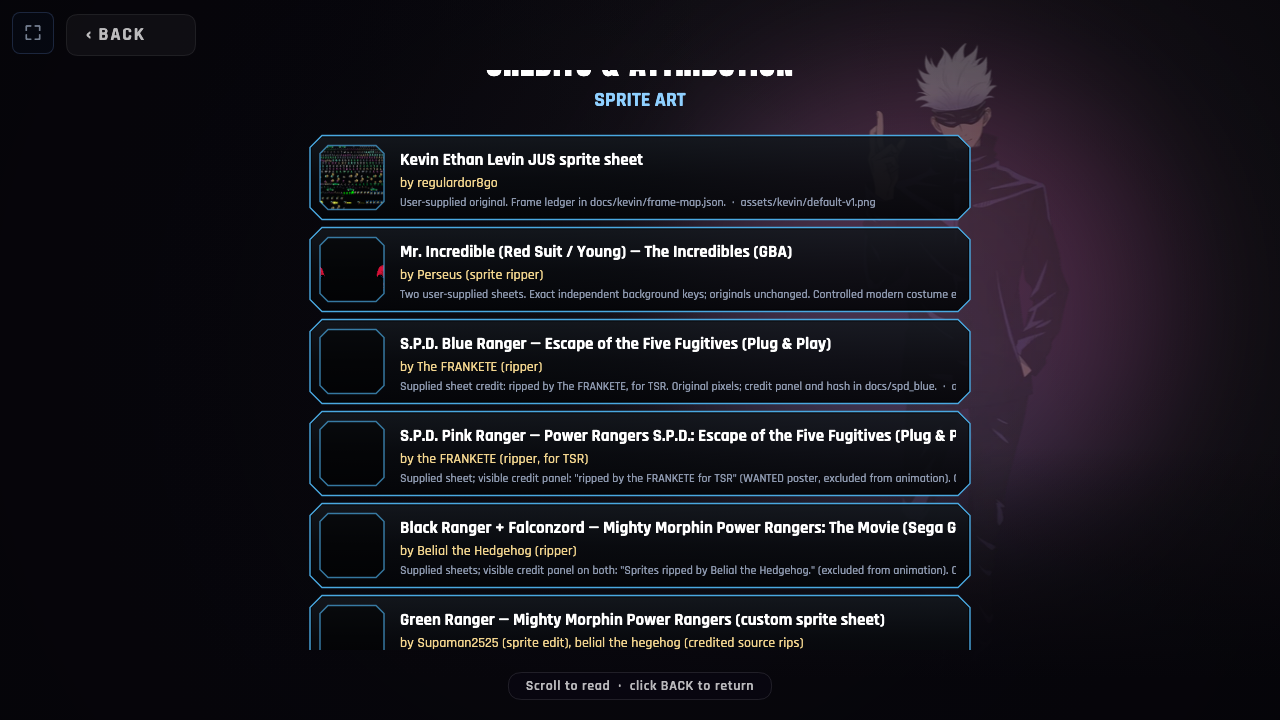 ‹ BACK
CREDITS & ATTRIBUTION
SPRITE ART
Kevin Ethan Levin JUS sprite sheet
by regulardor8go
User-supplied original. Frame ledger in docs/kevin/frame-map.json. · assets/kevin/default-v1.png
Mr. Incredible (Red Suit / Young) — The Incredibles (GBA)
by Perseus (sprite ripper)
Two user-supplied sheets. Exact independent background keys; originals unchanged. Controlled modern costume e
S.P.D. Blue Ranger — Escape of the Five Fugitives (Plug & Play)
by The FRANKETE (ripper)
Supplied sheet credit: ripped by The FRANKETE, for TSR. Original pixels; credit panel and hash in docs/spd_blue. ·
S.P.D. Pink Ranger — Power Rangers S.P.D.: Escape of the Five Fugitives (Plug & P
by the FRANKETE (ripper, for TSR)
Supplied sheet; visible credit panel: "ripped by the FRANKETE for TSR" (WANTED poster, excluded from animation).
Black Ranger + Falconzord — Mighty Morphin Power Rangers: The Movie (Sega G
by Belial the Hedgehog (ripper)
Supplied sheets; visible credit panel on both: "Sprites ripped by Belial the Hedgehog." (excluded from animation).
Green Ranger — Mighty Morphin Power Rangers (custom sprite sheet)
by Supaman2525 (sprite edit), belial the hegehog (credited source rips)
Scroll to read · click BACK to return